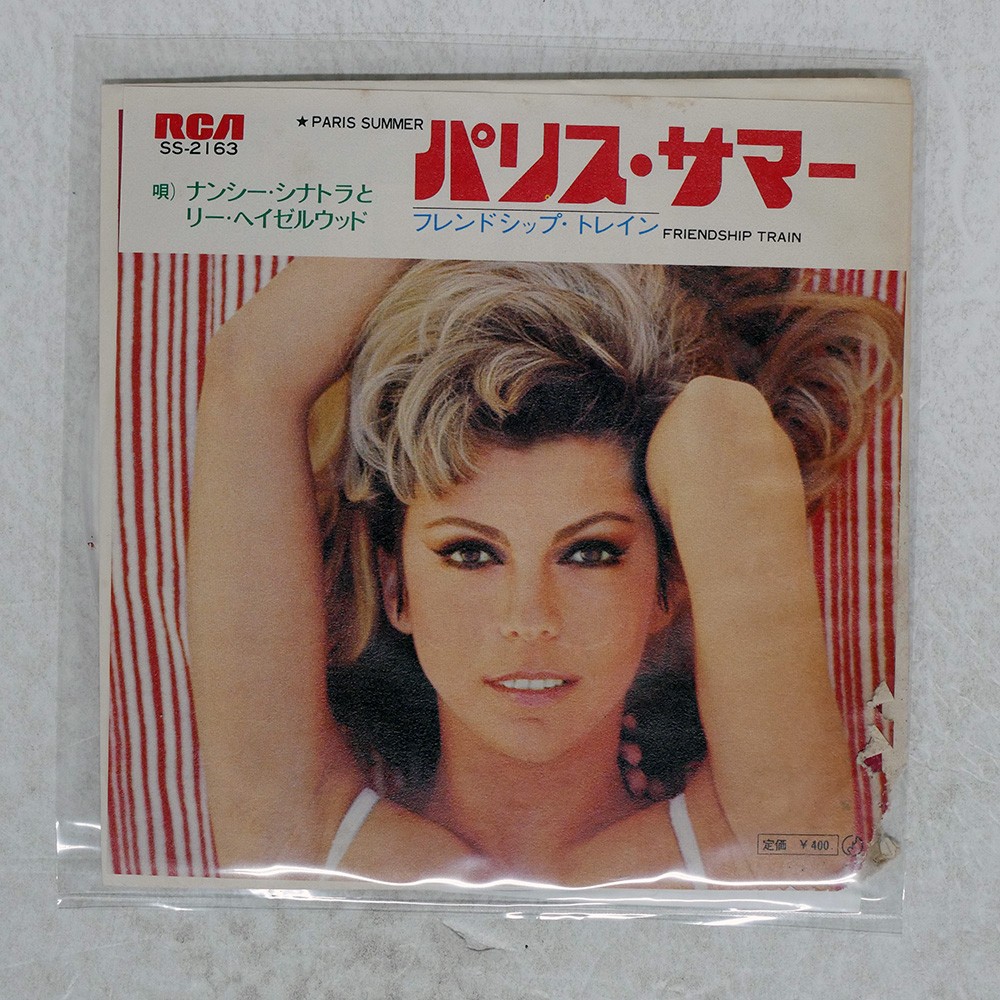 RCA
SS-2163
★PARIS SUMMER
パリス・サマー
唄）ナンシー・シナトラと
リー・ヘイゼルウッド
フレンドシップ・トレイン
FRIENDSHIP TRAIN
定価 ¥400